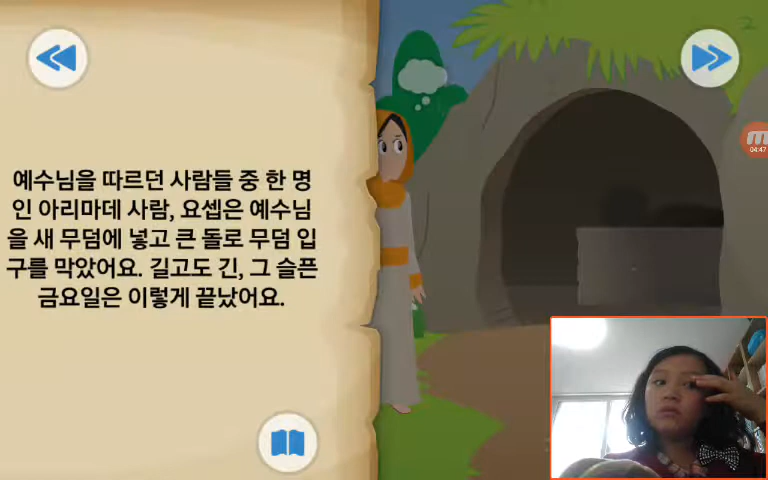 예수님을 따르던 사람들 중 한 명
인 아리마데 사람, 요셉은 예수님
을 새 무덤에 넣고 큰 돌로 무덤 입
구를 막았어요. 길고도 긴, 그 슬픈
금요일은 이렇게 끝났어요.
2
04:47